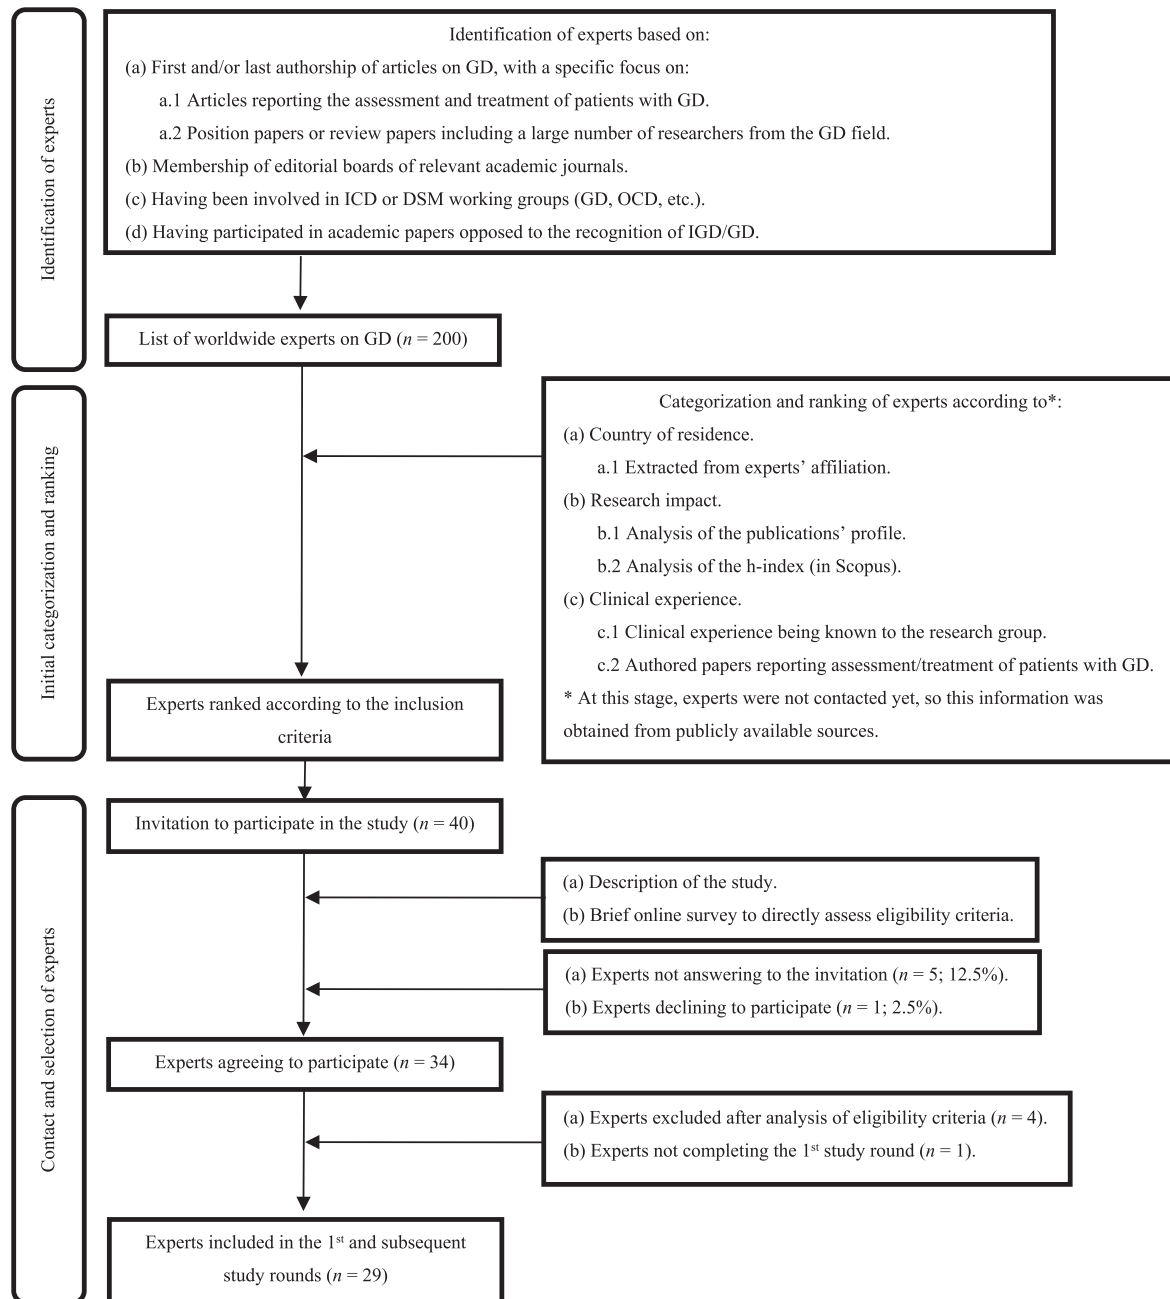 Identification of experts
Identification of experts based on:
(a) First and/or last authorship of articles on GD, with a specific focus on:
a.1 Articles reporting the assessment and treatment of patients with GD.
a.2 Position papers or review papers including a large number of researchers from the GD field.
(b) Membership of editorial boards of relevant academic journals.
(c) Having been involved in ICD or DSM working groups (GD, OCD, etc.).
(d) Having participated in academic papers opposed to the recognition of IGD/GD.
List of worldwide experts on GD (n = 200)
Initial categorization and ranking
Categorization and ranking of experts according to*:
(a) Country of residence.
a.1 Extracted from experts’ affiliation.
(b) Research impact.
b.1 Analysis of the publications’ profile.
b.2 Analysis of the h-index (in Scopus).
(c) Clinical experience.
c.1 Clinical experience being known to the research group.
c.2 Authored papers reporting assessment/treatment of patients with GD.
* At this stage, experts were not contacted yet, so this information was
obtained from publicly available sources.
Experts ranked according to the inclusion
criteria
Contact and selection of experts
Invitation to participate in the study (n = 40)
(a) Description of the study.
(b) Brief online survey to directly assess eligibility criteria.
(a) Experts not answering to the invitation (n = 5; 12.5%).
(b) Experts declining to participate (n = 1; 2.5%).
Experts agreeing to participate (n = 34)
(a) Experts excluded after analysis of eligibility criteria (n = 4).
(b) Experts not completing the 1st study round (n = 1).
Experts included in the 1st and subsequent
study rounds (n = 29)